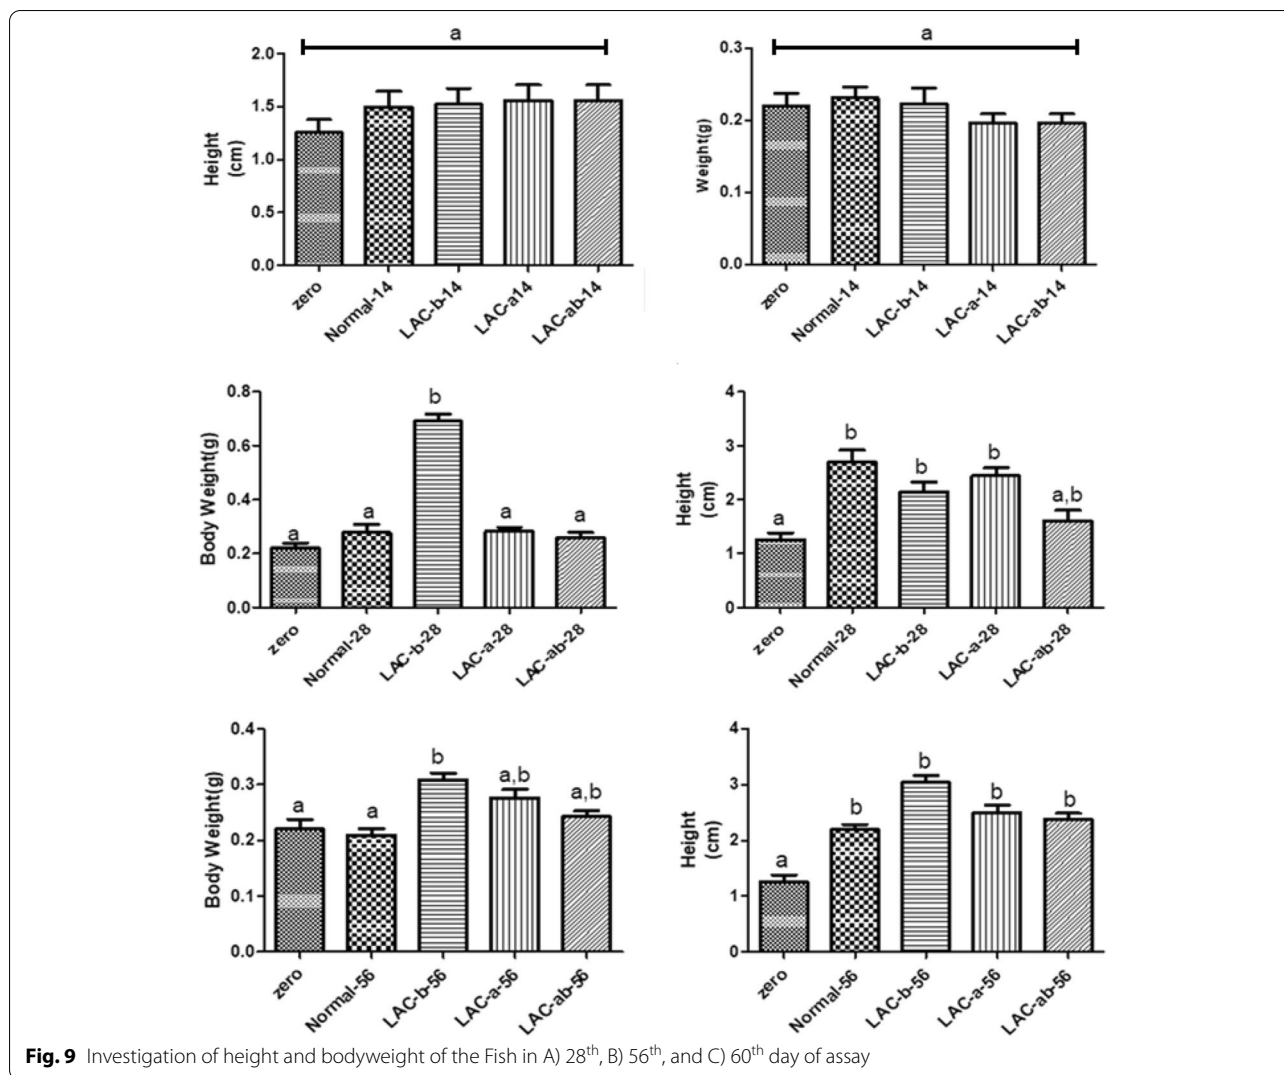 a
2.0
1.5
1.0
0.5
0.0
Height
(cm)
zero
Normal-14
LAC-b-14
LAC-a14
LAC-ab-14
a
0.3
0.2
0.1
0.0
Weight(g)
zero
Normal-14
LAC-b-14
LAC-a-14
LAC-ab-14
0.8
0.6
0.4
0.2
0.0
Body Weight(g)
a
a
b
a
a
zero
Normal-28
LAC-b-28
LAC-a-28
LAC-ab-28
4
3
2
1
0
Height
(cm)
a
b
b
b
a,b
zero
Normal-28
LAC-b-28
LAC-a-28
LAC-ab-28
0.4
0.3
0.2
0.1
0.0
Body Weight(g)
a
a
b
a,b
a,b
zero
Normal-56
LAC-b-56
LAC-a-56
LAC-ab-56
4
3
2
1
0
Height
(cm)
a
b
b
b
b
zero
Normal-56
LAC-b-56
LAC-a-56
LAC-ab-56
Fig. 9 Investigation of height and bodyweight of the Fish in A) 28th, B) 56th, and C) 60th day of assay